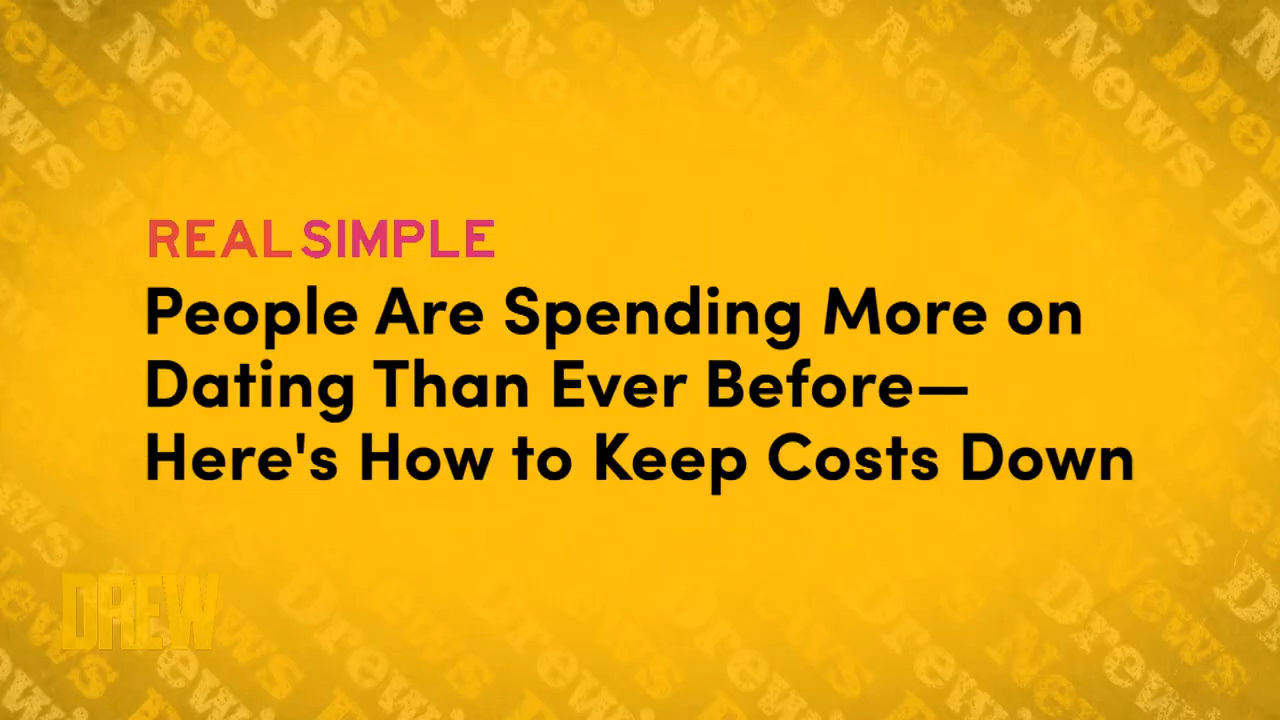 REAL SIMPLE
People Are Spending More on
Dating Than Ever Before—
Here's How to Keep Costs Down
DREW